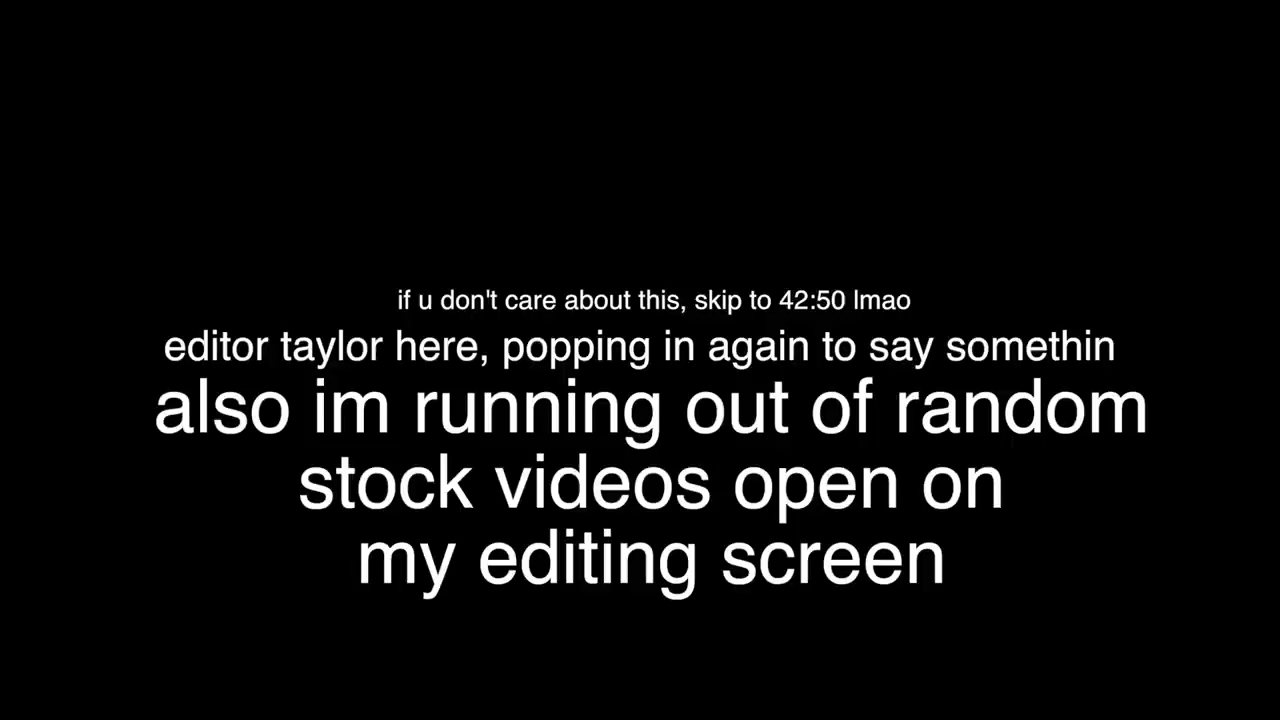 if u don't care about this, skip to 42:50 lmao
editor taylor here, popping in again to say somethin
also im running out of random
stock videos open on
my editing screen